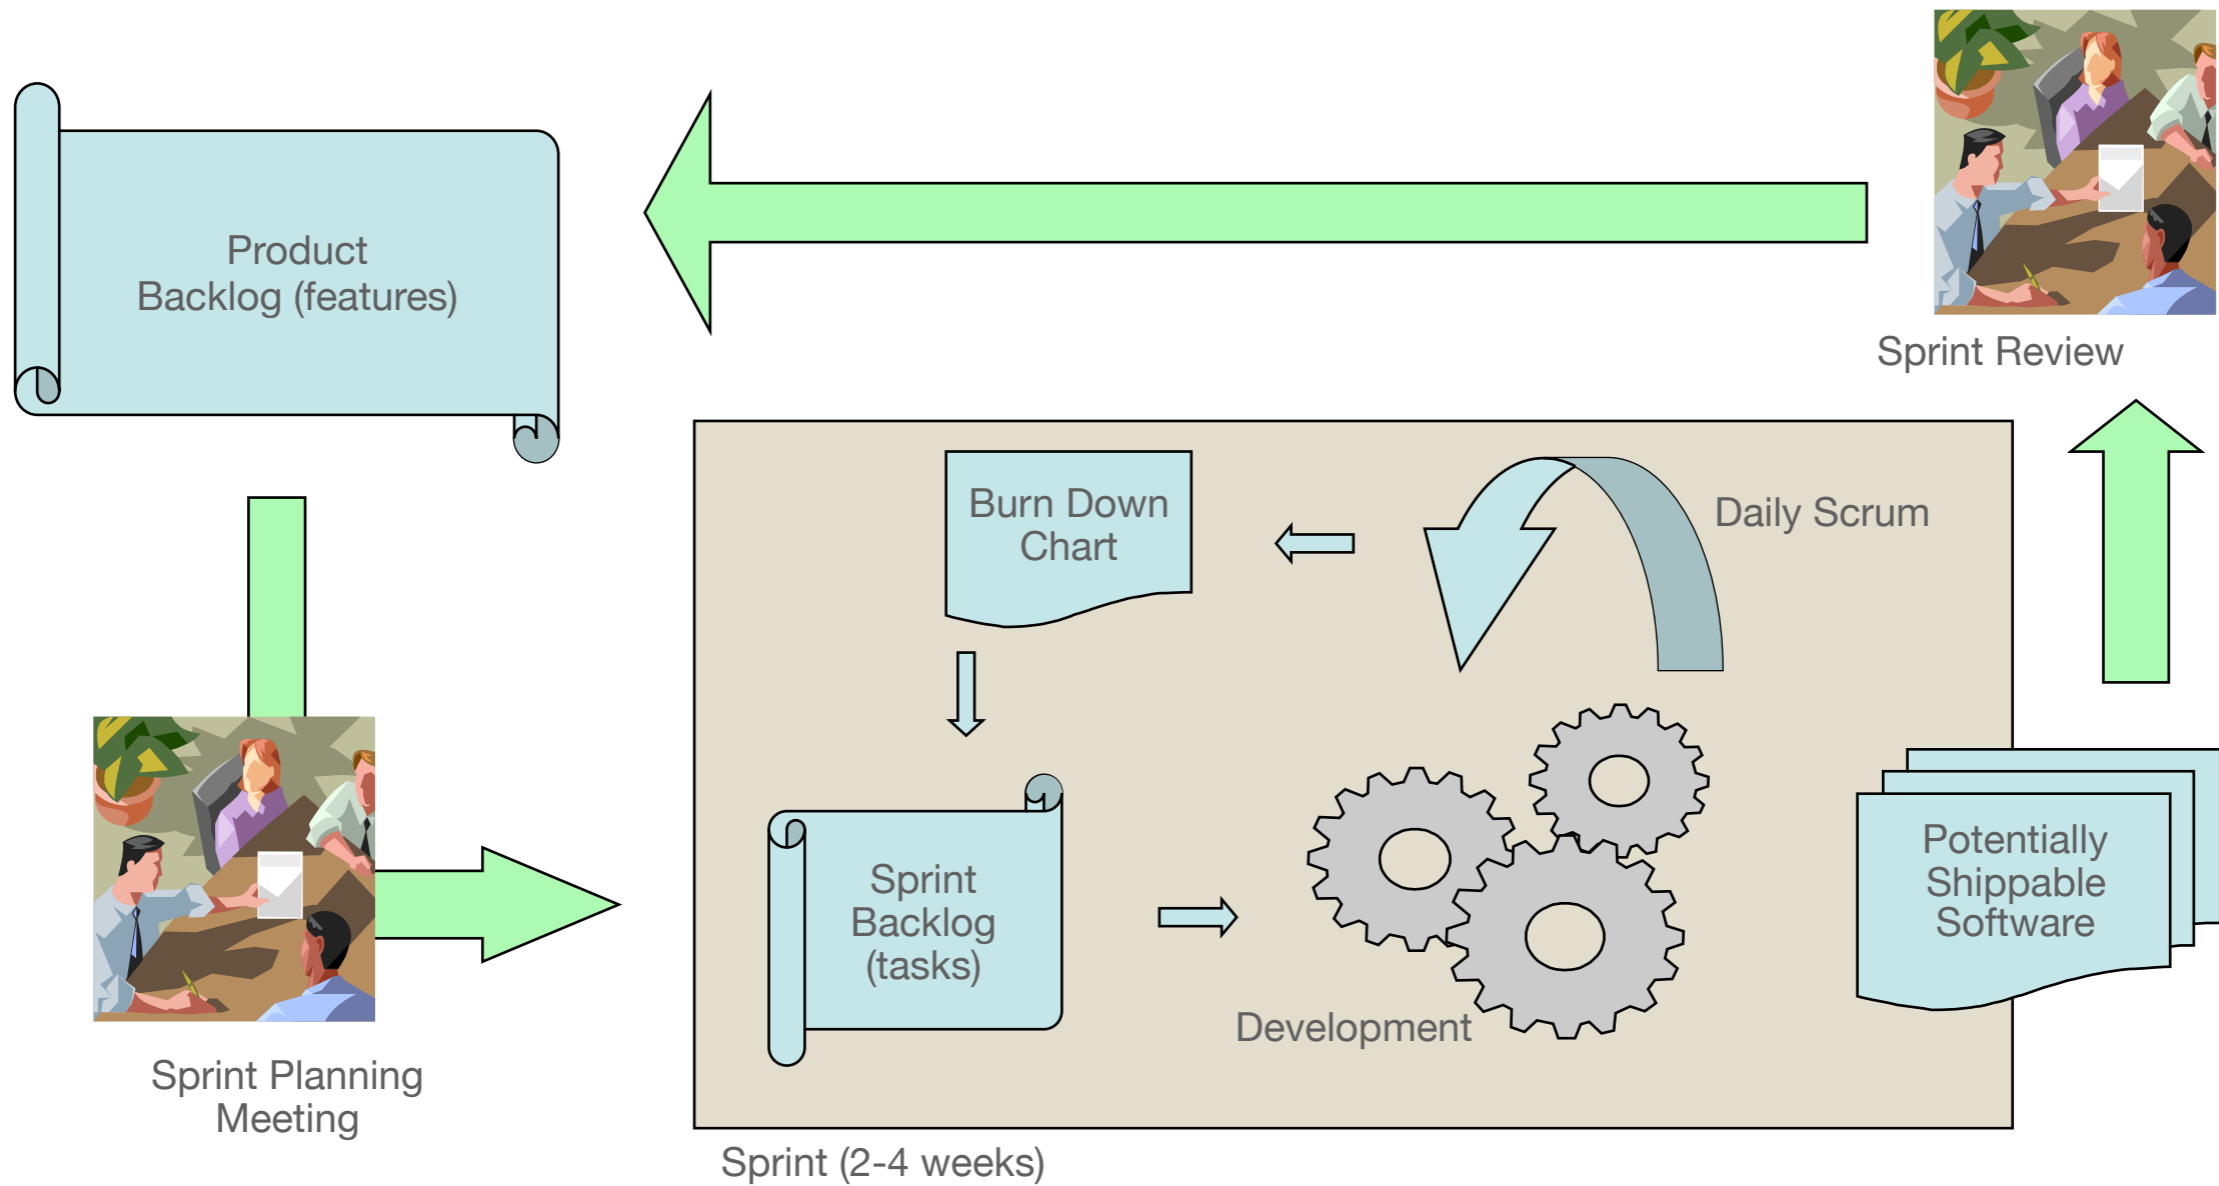 Product
Backlog (features)
Sprint Review
Burn Down
Chart
Daily Scrum
Sprint
Backlog
(tasks)
Development
Potentially
Shippable
Software
Sprint Planning
Meeting
Sprint (2-4 weeks)